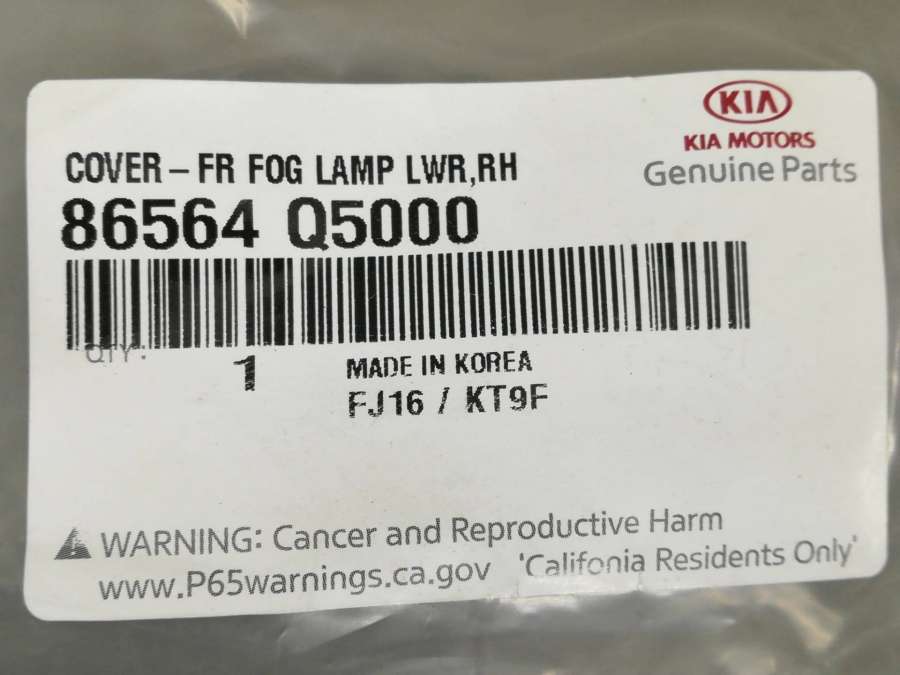 KIA
KIA MOTORS
Genuine Parts
COVER-FR FOG LAMP LWR,RH
86564 Q5000
QTY:
1
MADE IN KOREA
FJ16 / KT9F
WARNING: Cancer and Reproductive Harm
www.P65warnings.ca.gov 'Califonia Residents Only'